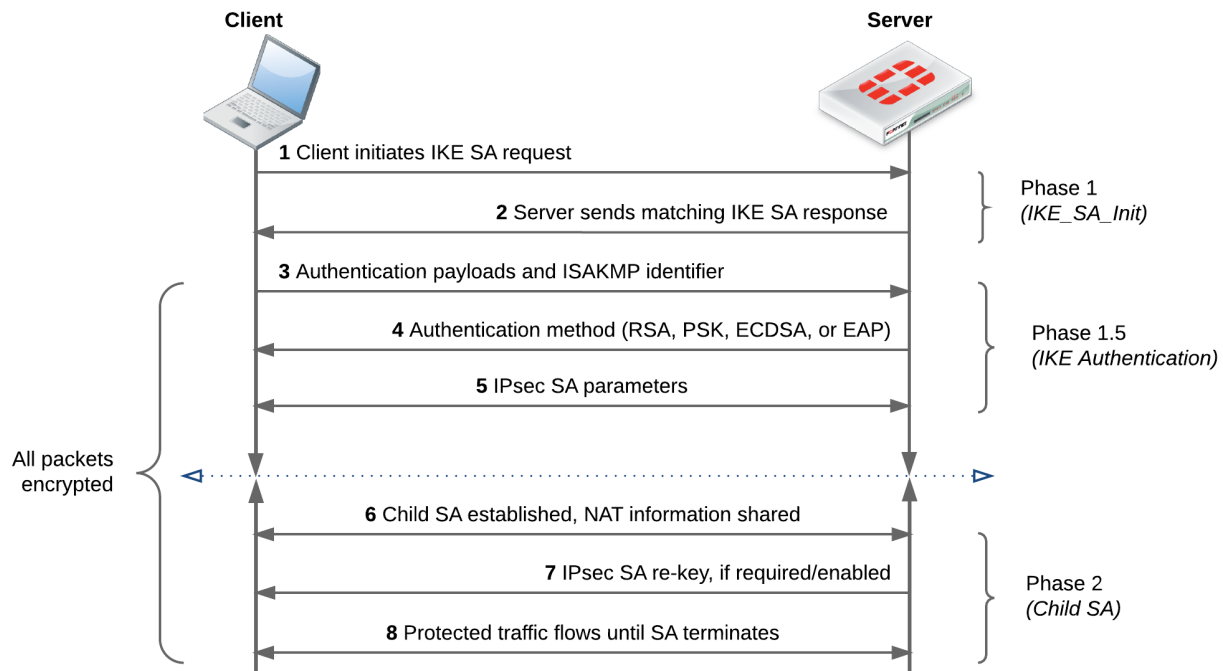 Client
Server
1 Client initiates IKE SA request
2 Server sends matching IKE SA response
Phase 1
(IKE_SA_Init)
3 Authentication payloads and ISAKMP identifier
4 Authentication method (RSA, PSK, ECDSA, or EAP)
Phase 1.5
(IKE Authentication)
5 IPsec SA parameters
All packets
encrypted
6 Child SA established, NAT information shared
7 IPsec SA re-key, if required/enabled
Phase 2
(Child SA)
8 Protected traffic flows until SA terminates